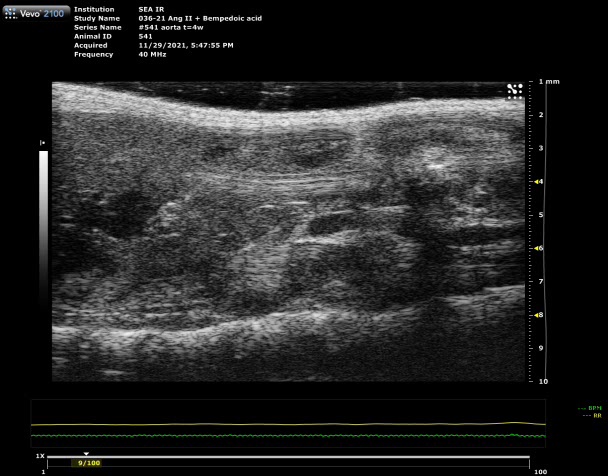 Vevo 2100
Institution SEA IR
Study Name 036-21 Ang II + Bempedoic acid
Series Name #541 aorta t=4w
Animal ID 541
Acquired 11/29/2021, 5:47:55 PM
Frequency 40 MHz
1 mm
2
3
4
5
6
7
8
9
10
BPM
RR
1X
9/100
1 100